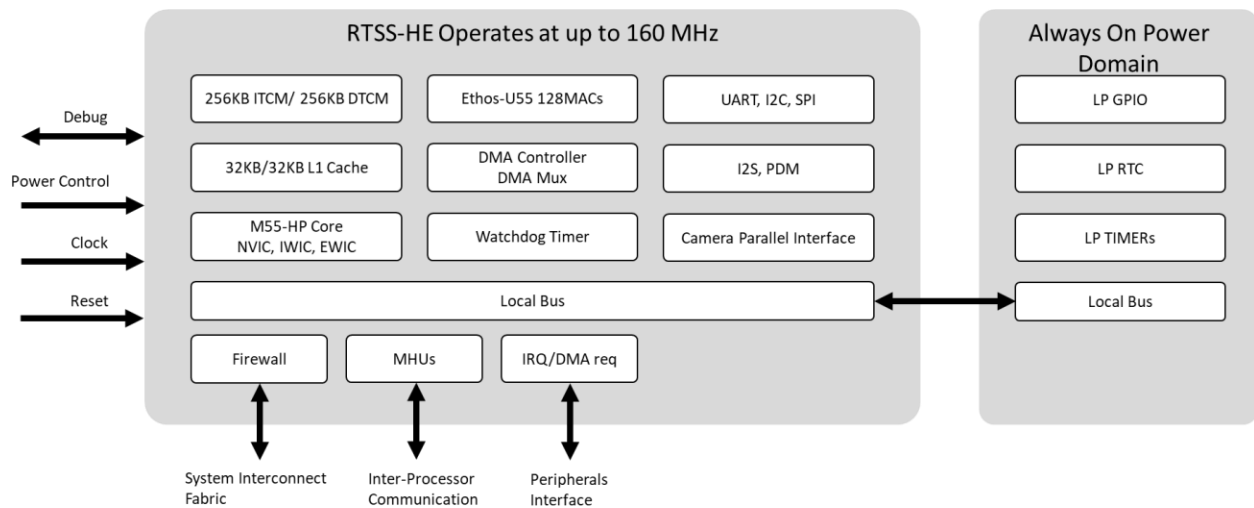 RTSS-HE Operates at up to 160 MHz
Always On Power
Domain
256KB ITCM/ 256KB DTCM
Ethos-U55 128MACs
UART, I2C, SPI
LP GPIO
Debug
32KB/32KB L1 Cache
DMA Controller
DMA Mux
I2S, PDM
LP RTC
Power Control
M55-HP Core
NVIC, IWIC, EWIC
Watchdog Timer
Camera Parallel Interface
LP TIMERs
Clock
Reset
Local Bus
Local Bus
Firewall
MHUs
IRQ/DMA req
System Interconnect
Fabric
Inter-Processor
Communication
Peripherals
Interface